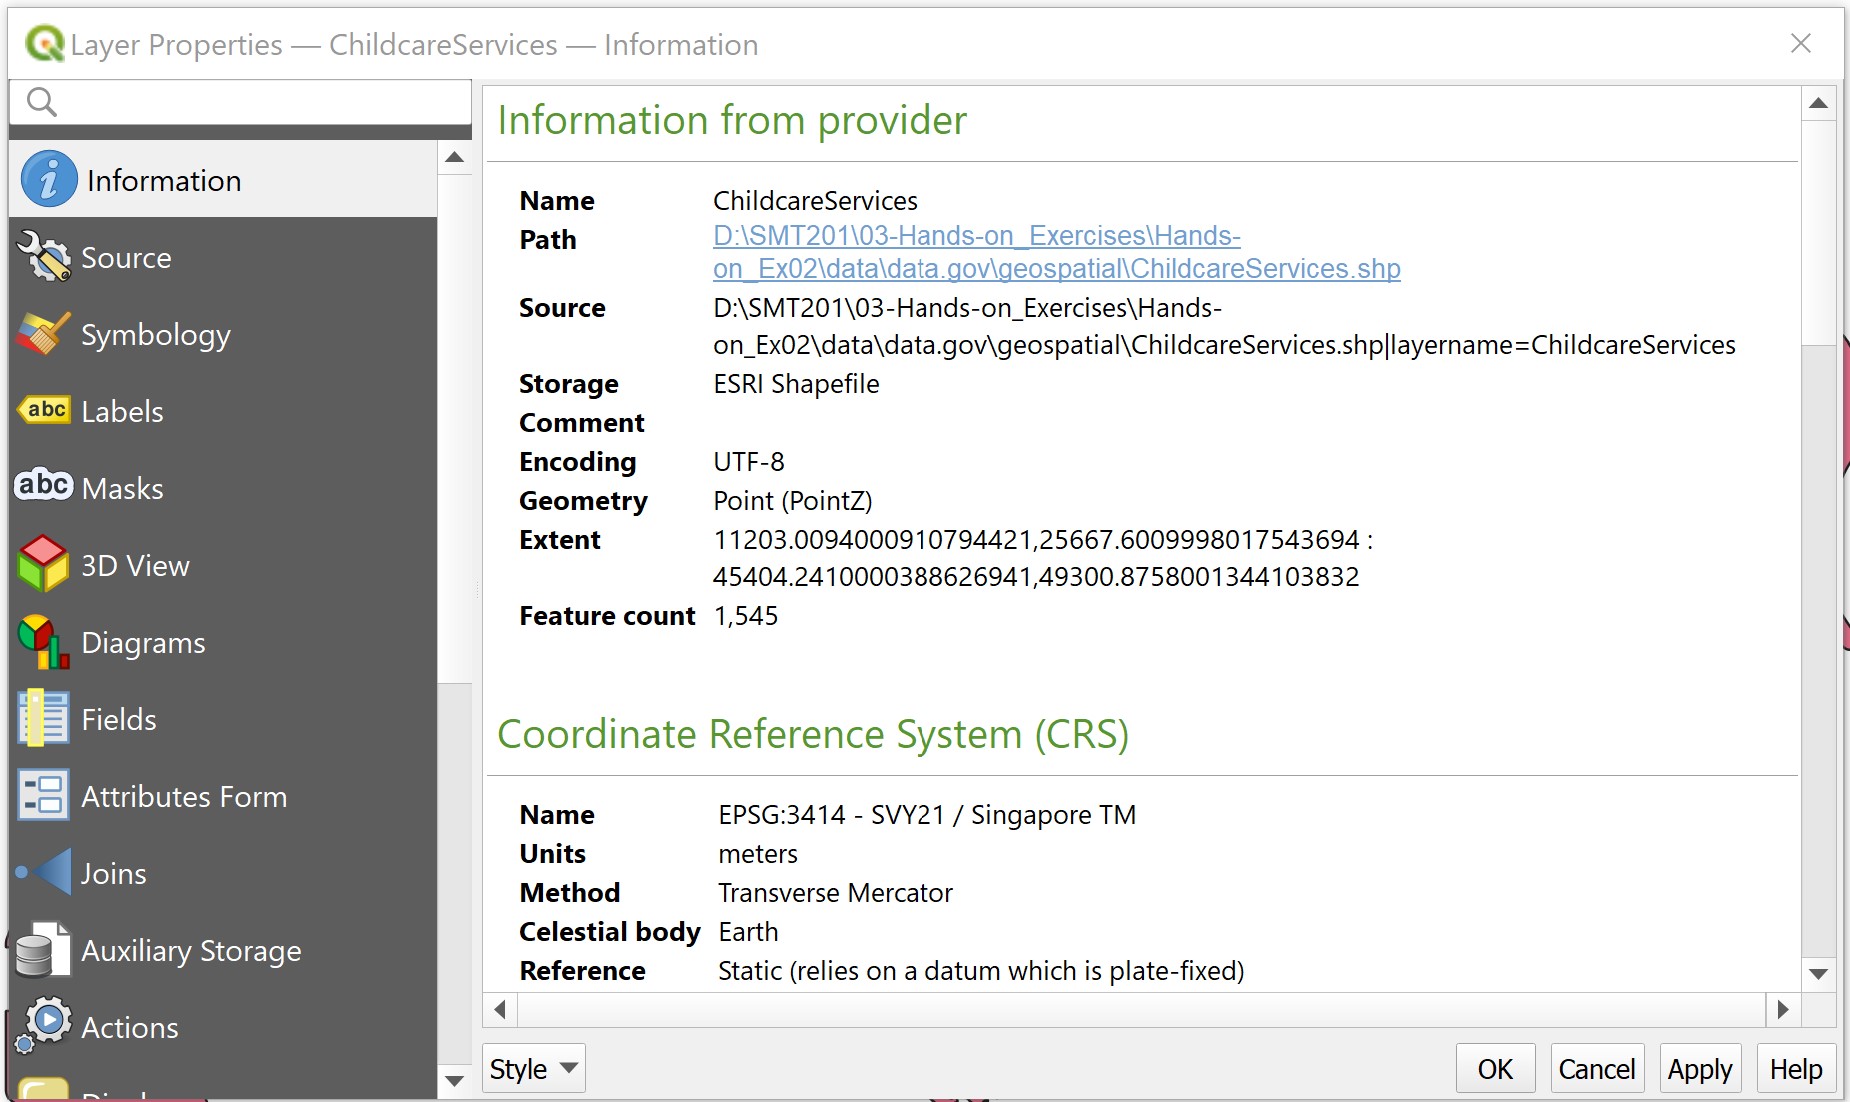 Layer Properties — ChildcareServices — Information
Information
Source
Symbology
abc Labels
abc Masks
3D View
Diagrams
Fields
Attributes Form
Joins
Auxiliary Storage
Actions
Information from provider
Name ChildcareServices
Path D:\SMT201\03-Hands-on_Exercises\Hands-
on_Ex02\data\data.gov\geospatial\ChildcareServices.shp
Source D:\SMT201\03-Hands-on_Exercises\Hands-
on_Ex02\data\data.gov\geospatial\ChildcareServices.shp|layername=ChildcareServices
Storage ESRI Shapefile
Comment
Encoding UTF-8
Geometry Point (PointZ)
Extent 11203.0094000910794421,25667.6009998017543694 :
45404.2410000388626941,49300.8758001344103832
Feature count 1,545
Coordinate Reference System (CRS)
Name EPSG:3414 - SVY21 / Singapore TM
Units meters
Method Transverse Mercator
Celestial body Earth
Reference Static (relies on a datum which is plate-fixed)
Style
OK Cancel Apply Help